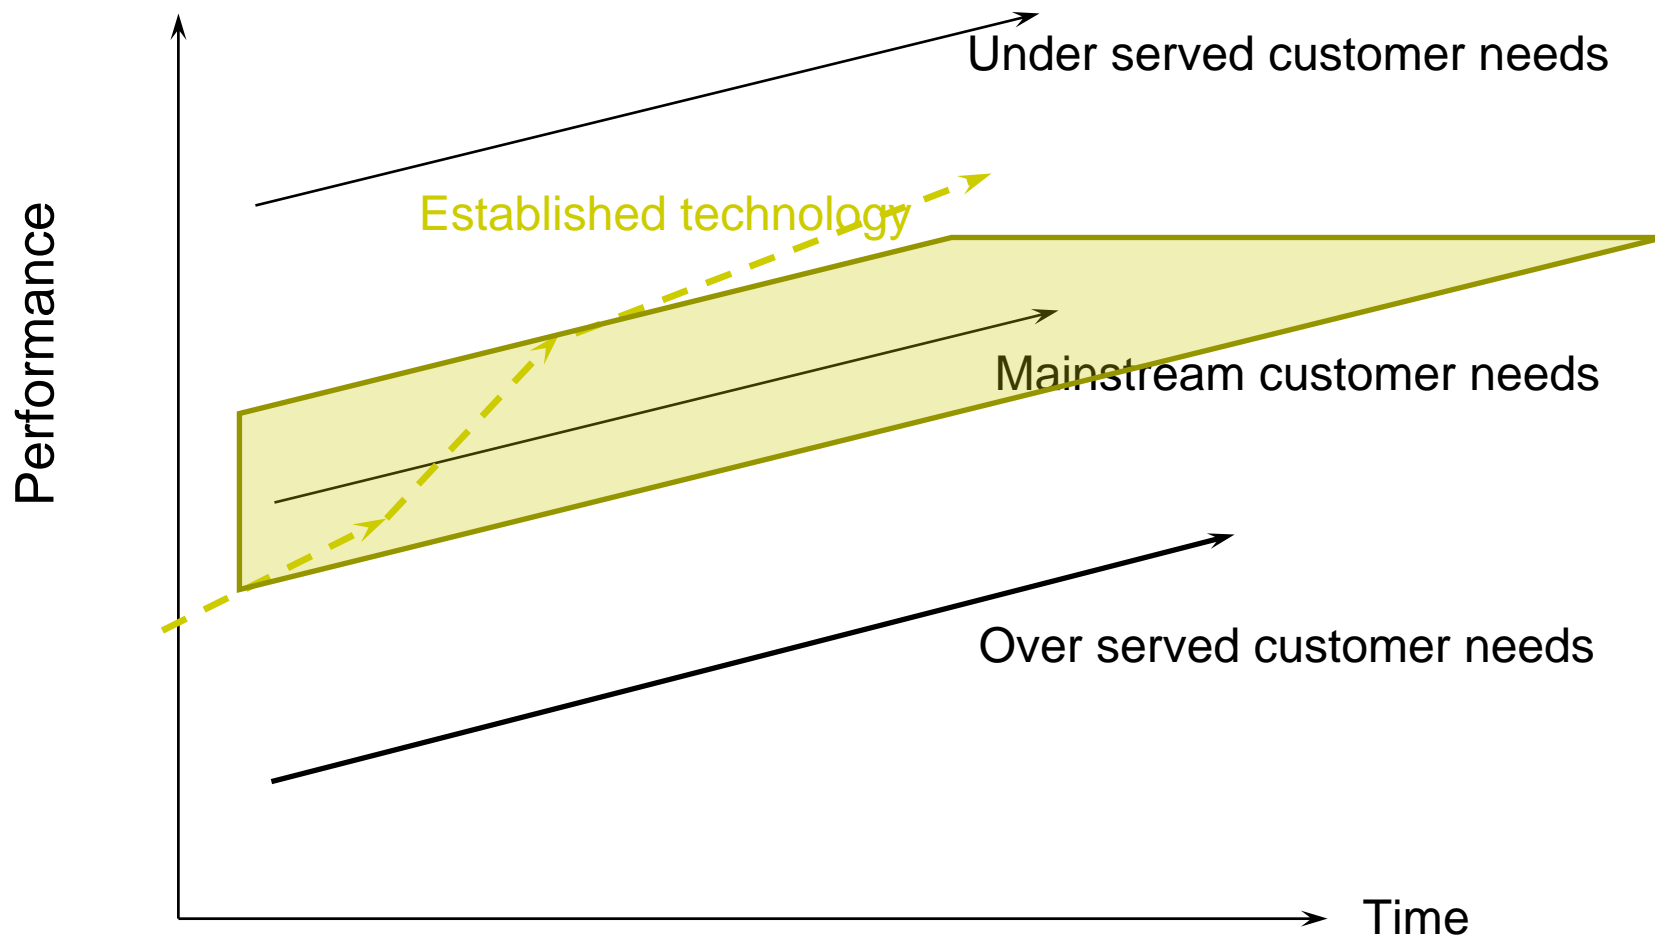 Under served customer needs
Established technology
Performance
Mainstream customer needs
Over served customer needs
Time